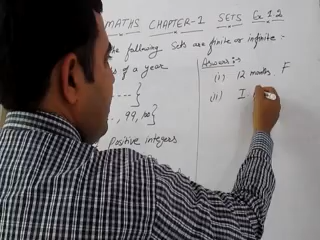 MATHS CHAPTER-1 SETS Ex 1.2
the following Sets are finite or infinite :-
of a year
Answers :-
(i) 12 months. F
----}
(ii) I
., 99, 100}
positive integers